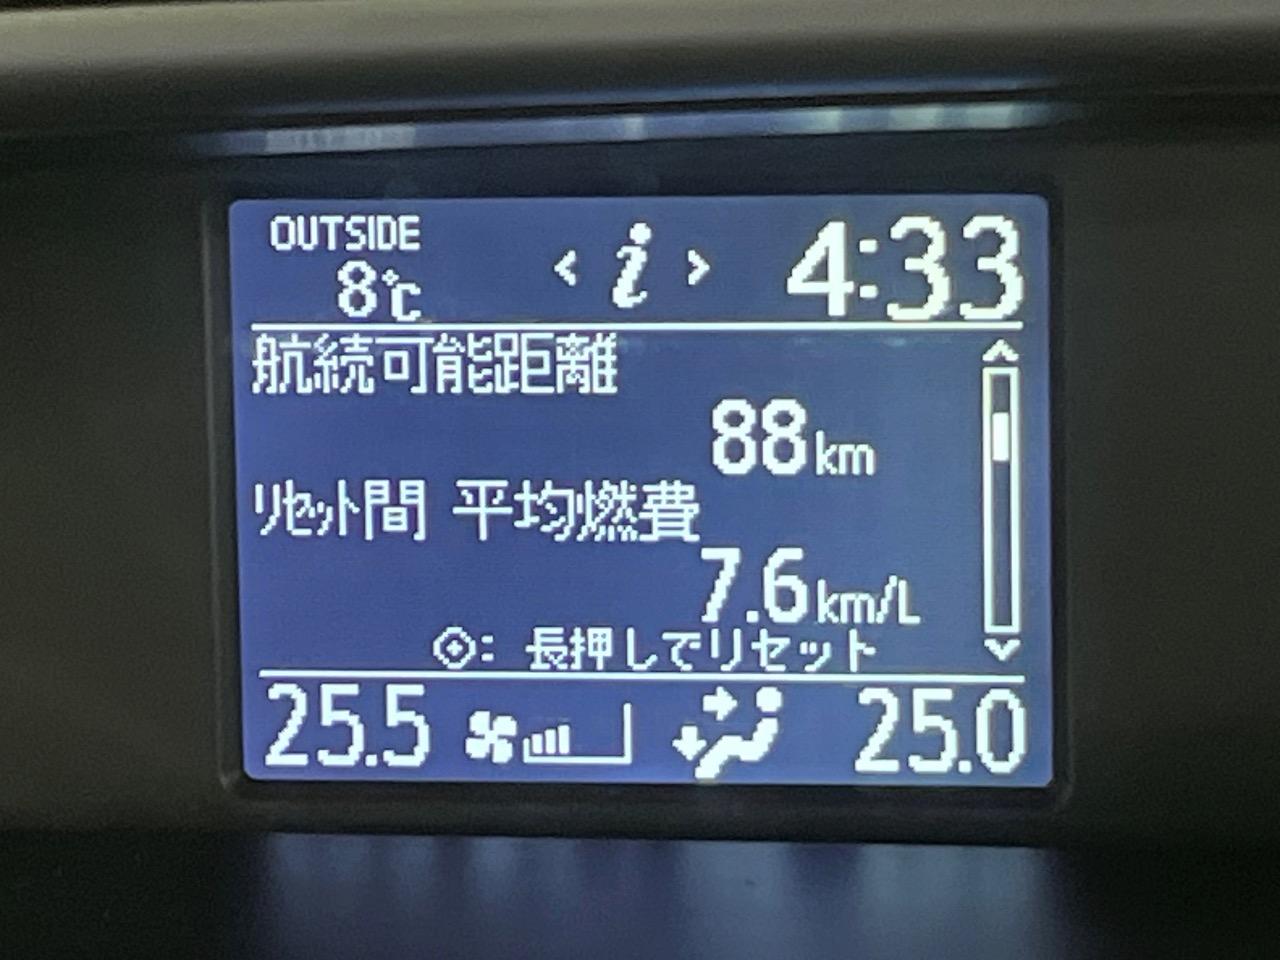 OUTSIDE
8℃
< i >
4:33
航続可能距離
88km
リセット間 平均燃費
7.6km/L
: 長押しでリセット
25.5
25.0